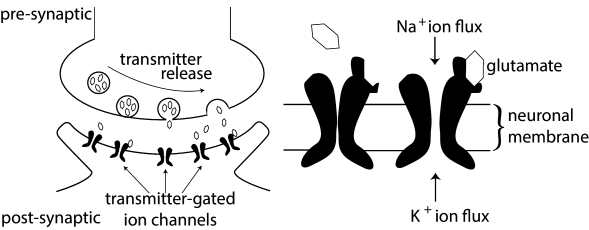 pre-synaptic
transmitter
release
transmitter-gated
ion channels
post-synaptic
Na+ ion flux
glutamate
neuronal
membrane
K+ ion flux